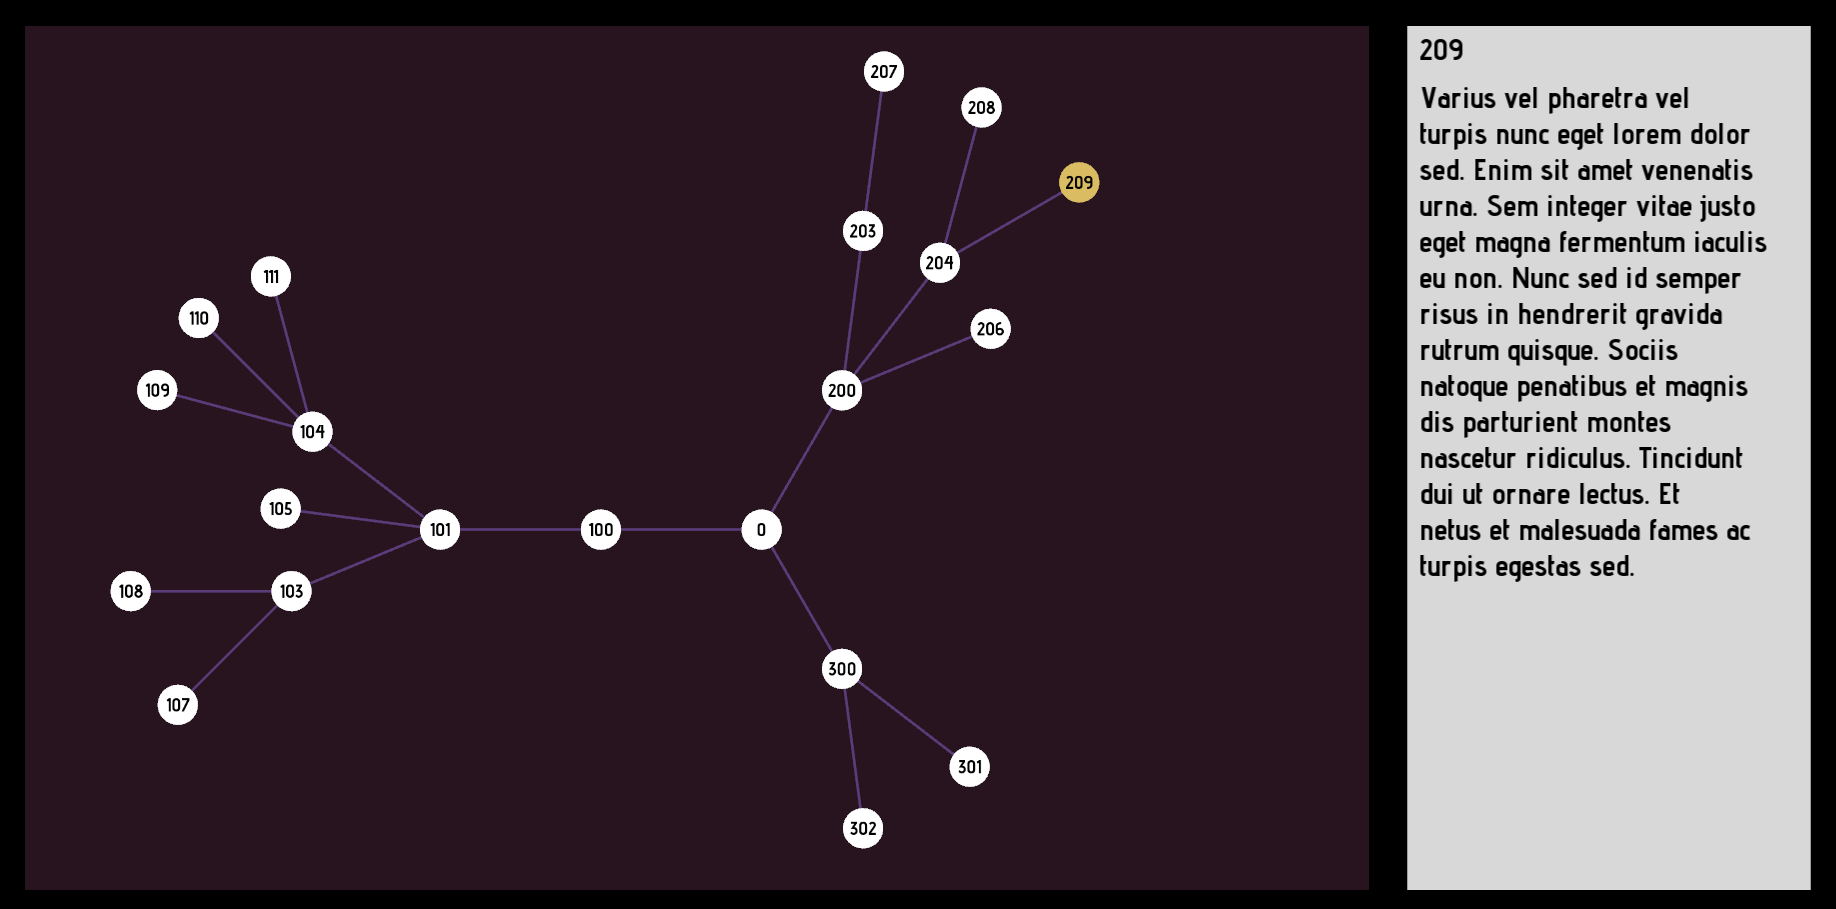 207
208
209
203
204
111
110
206
109
200
104
105
101
100
0
108
103
300
107
301
302
209
Varius vel pharetra vel
turpis nunc eget lorem dolor
sed. Enim sit amet venenatis
urna. Sem integer vitae justo
eget magna fermentum iaculis
eu non. Nunc sed id semper
risus in hendrerit gravida
rutrum quisque. Sociis
natoque penatibus et magnis
dis parturient montes
nascetur ridiculus. Tincidunt
dui ut ornare lectus. Et
netus et malesuada fames ac
turpis egestas sed.